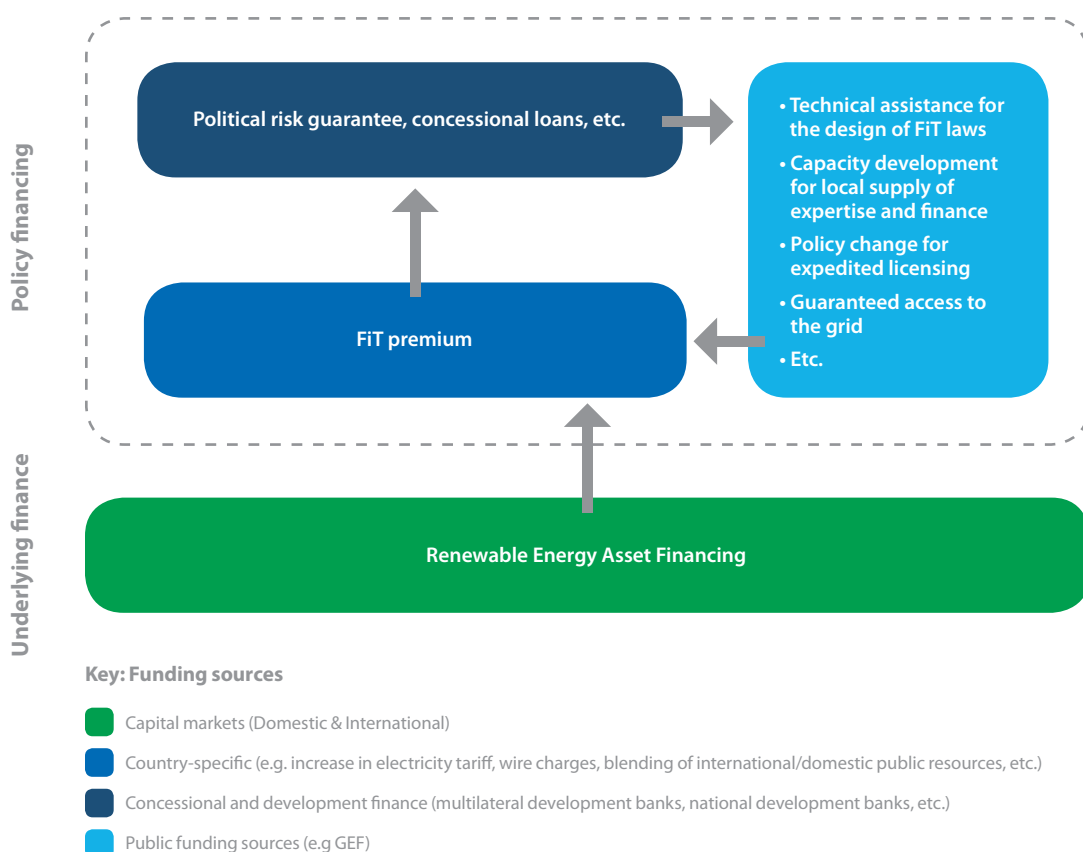 Policy financing
Political risk guarantee, concessional loans, etc.
• Technical assistance for
the design of FiT laws
• Capacity development
for local supply of
expertise and finance
• Policy change for
expedited licensing
• Guaranteed access to
the grid
• Etc.
FiT premium
Underlying finance
Renewable Energy Asset Financing
Key: Funding sources
Capital markets (Domestic & International)
Country-specific (e.g. increase in electricity tariff, wire charges, blending of international/domestic public resources, etc.)
Concessional and development finance (multilateral development banks, national development banks, etc.)
Public funding sources (e.g GEF)